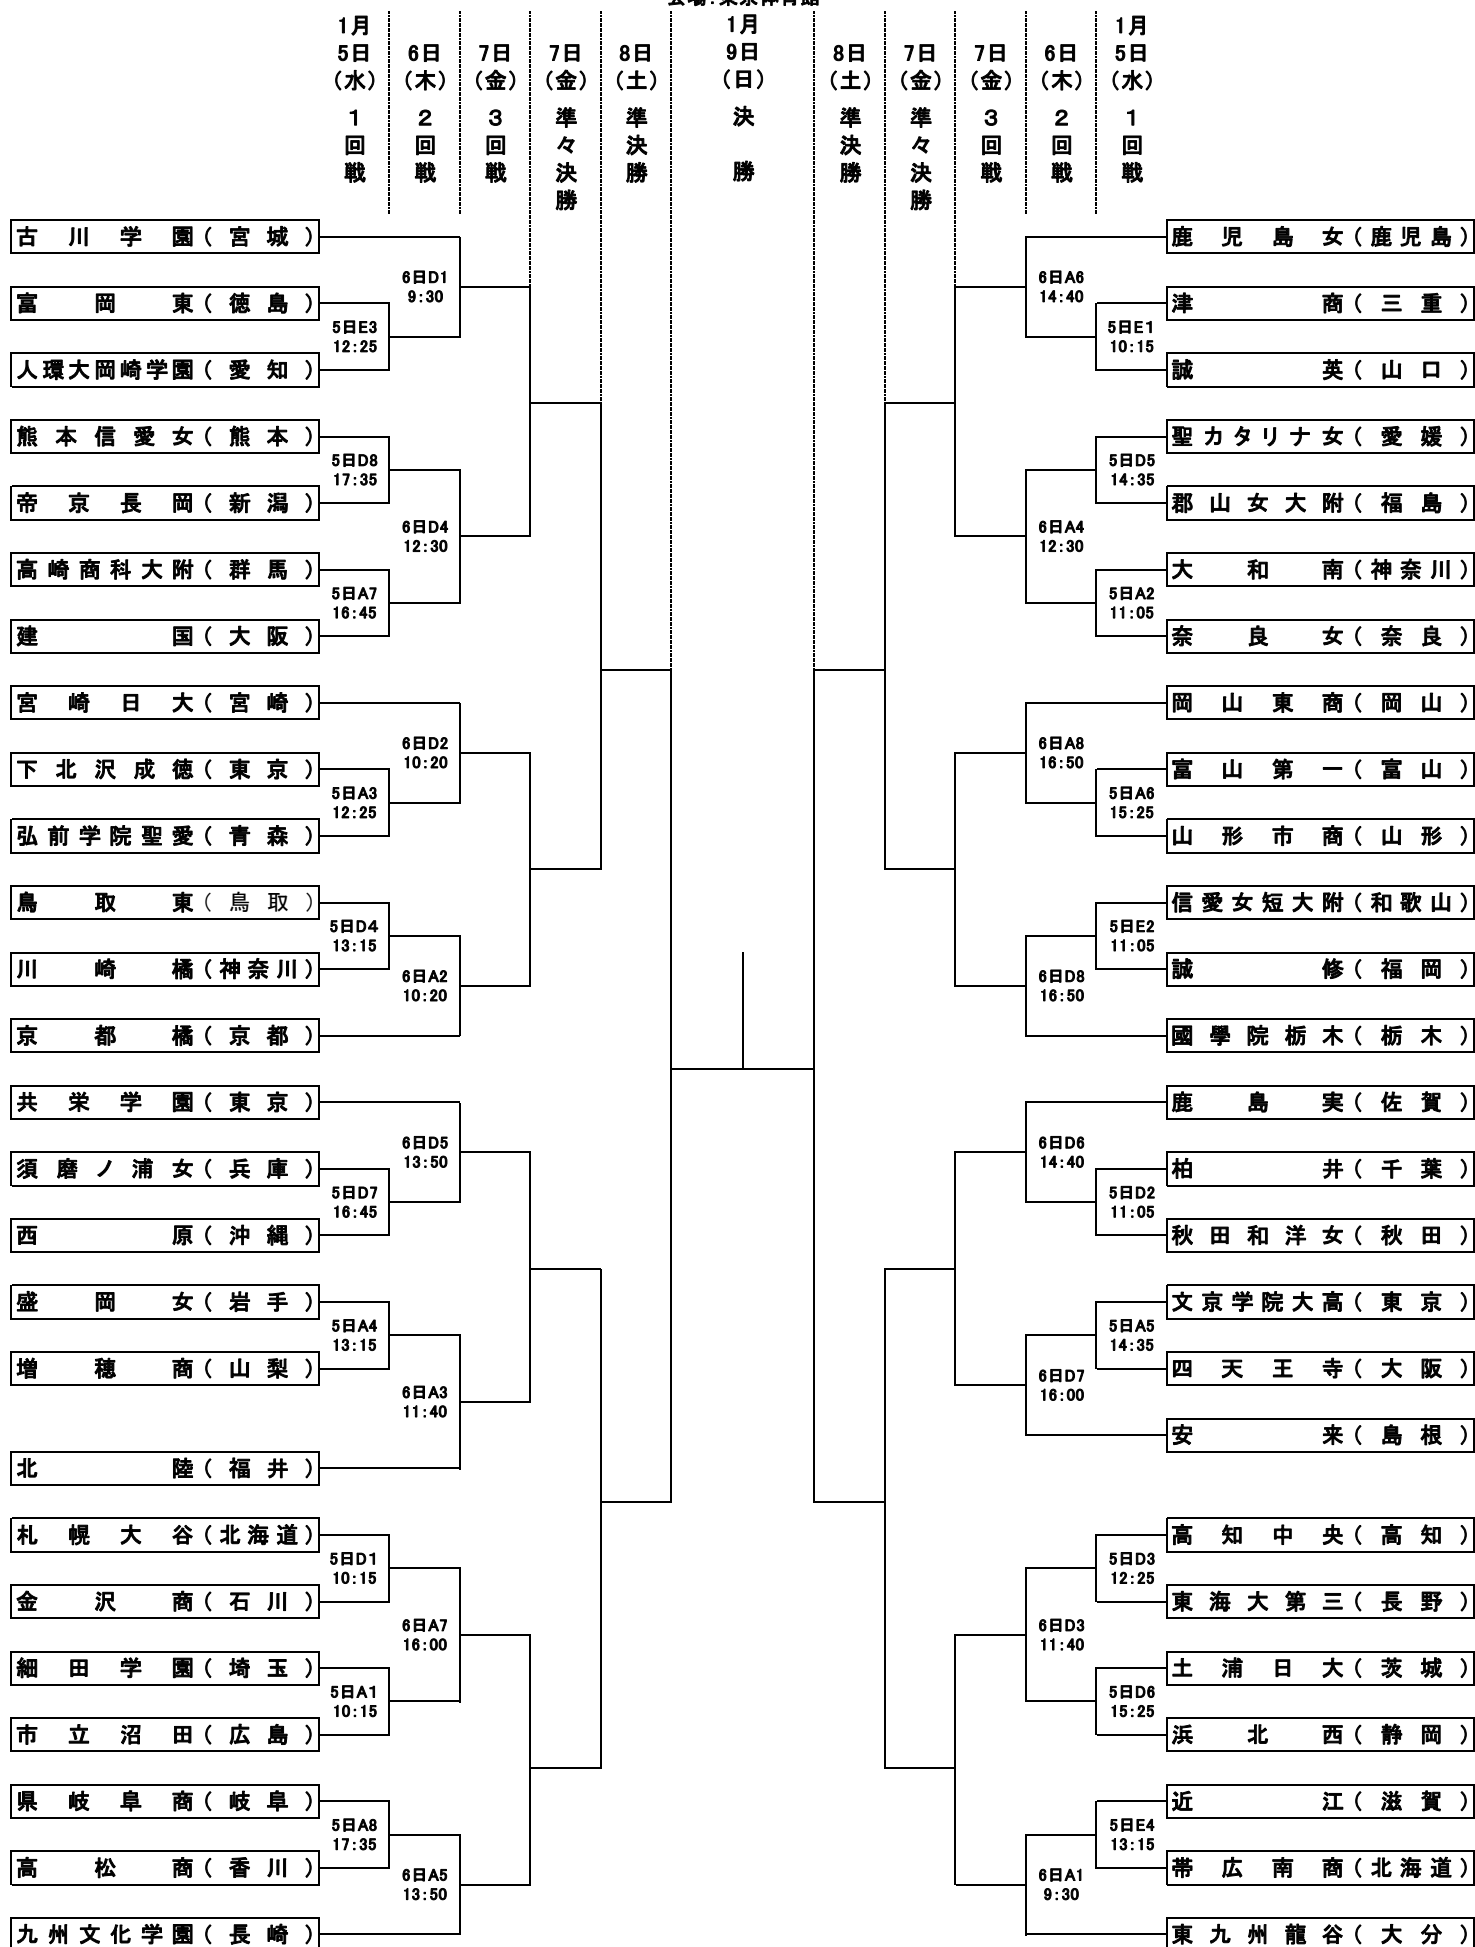 会場：東京体育館
1月 1月 1月
5日 6日 7日 7日 8日 9日 8日 7日 7日 6日 5日
（水） （木） （金） （金） （土） （日） （土） （金） （金） （木） （水）
1回戦 2回戦 3回戦 準々決勝 準決勝 決勝 準決勝 準々決勝 3回戦 2回戦 1回戦
古川学園（宮城）
6日D1
9:30
富岡東（徳島）
5日E3
12:25
人環大岡崎学園（愛知）
熊本信愛女（熊本）
5日D8
17:35
帝京長岡（新潟）
6日D4
12:30
高崎商科大附（群馬）
5日A7
16:45
建国（大阪）
宮崎日大（宮崎）
6日D2
10:20
下北沢成徳（東京）
5日A3
12:25
弘前学院聖愛（青森）
鳥取東（鳥取）
5日D4
13:15
川崎橘（神奈川）
6日A2
10:20
京都橘（京都）
共栄学園（東京）
6日D5
13:50
須磨ノ浦女（兵庫）
5日D7
16:45
西原（沖縄）
盛岡女（岩手）
5日A4
13:15
増穂商（山梨）
6日A3
11:40
北陸（福井）
札幌大谷（北海道）
5日D1
10:15
金沢商（石川）
6日A7
16:00
細田学園（埼玉）
5日A1
10:15
市立沼田（広島）
県岐阜商（岐阜）
5日A8
17:35
高松商（香川）
6日A5
13:50
九州文化学園（長崎）
鹿児島女（鹿児島）
6日A6
14:40
津商（三重）
5日E1
10:15
誠英（山口）
聖カタリナ女（愛媛）
5日D5
14:35
郡山女大附（福島）
6日A4
12:30
大和南（神奈川）
5日A2
11:05
奈良女（奈良）
岡山東商（岡山）
6日A8
16:50
富山第一（富山）
5日A6
15:25
山形市商（山形）
信愛女短大附（和歌山）
5日E2
11:05
誠修（福岡）
6日D8
16:50
國學院栃木（栃木）
鹿島実（佐賀）
6日D6
14:40
柏井（千葉）
5日D2
11:05
秋田和洋女（秋田）
文京学院大高（東京）
5日A5
14:35
四天王寺（大阪）
6日D7
16:00
安来（島根）
高知中央（高知）
5日D3
12:25
東海大第三（長野）
6日D3
11:40
土浦日大（茨城）
5日D6
15:25
浜北西（静岡）
近江（滋賀）
5日E4
13:15
帯広南商（北海道）
6日A1
9:30
東九州龍谷（大分）